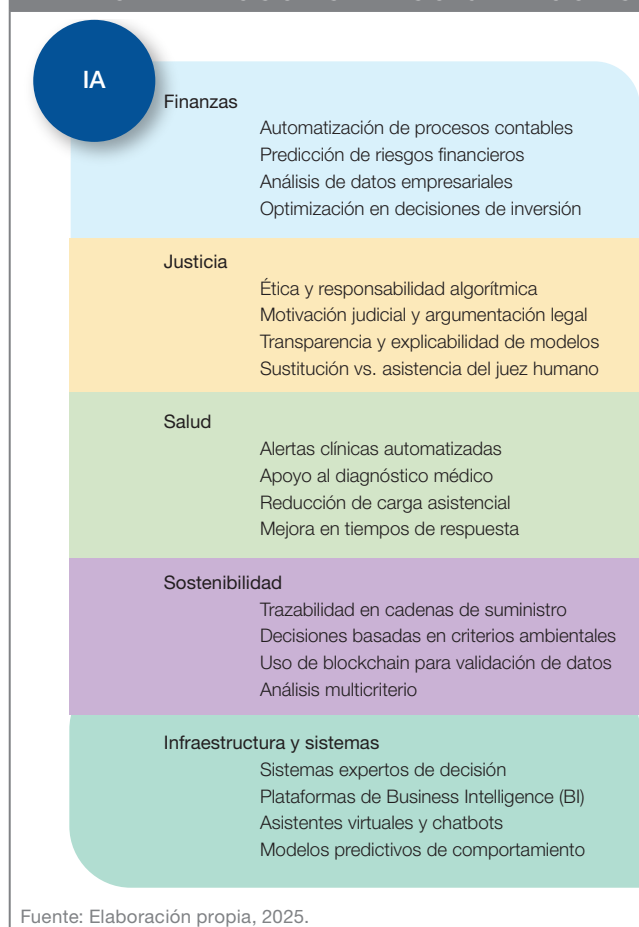 IA
Finanzas
Automatización de procesos contables
Predicción de riesgos financieros
Análisis de datos empresariales
Optimización en decisiones de inversión
Justicia
Ética y responsabilidad algorítmica
Motivación judicial y argumentación legal
Transparencia y explicabilidad de modelos
Sustitución vs. asistencia del juez humano
Salud
Alertas clínicas automatizadas
Apoyo al diagnóstico médico
Reducción de carga asistencial
Mejora en tiempos de respuesta
Sostenibilidad
Trazabilidad en cadenas de suministro
Decisiones basadas en criterios ambientales
Uso de blockchain para validación de datos
Análisis multicriterio
Infraestructura y sistemas
Sistemas expertos de decisión
Plataformas de Business Intelligence (BI)
Asistentes virtuales y chatbots
Modelos predictivos de comportamiento
Fuente: Elaboración propia, 2025.